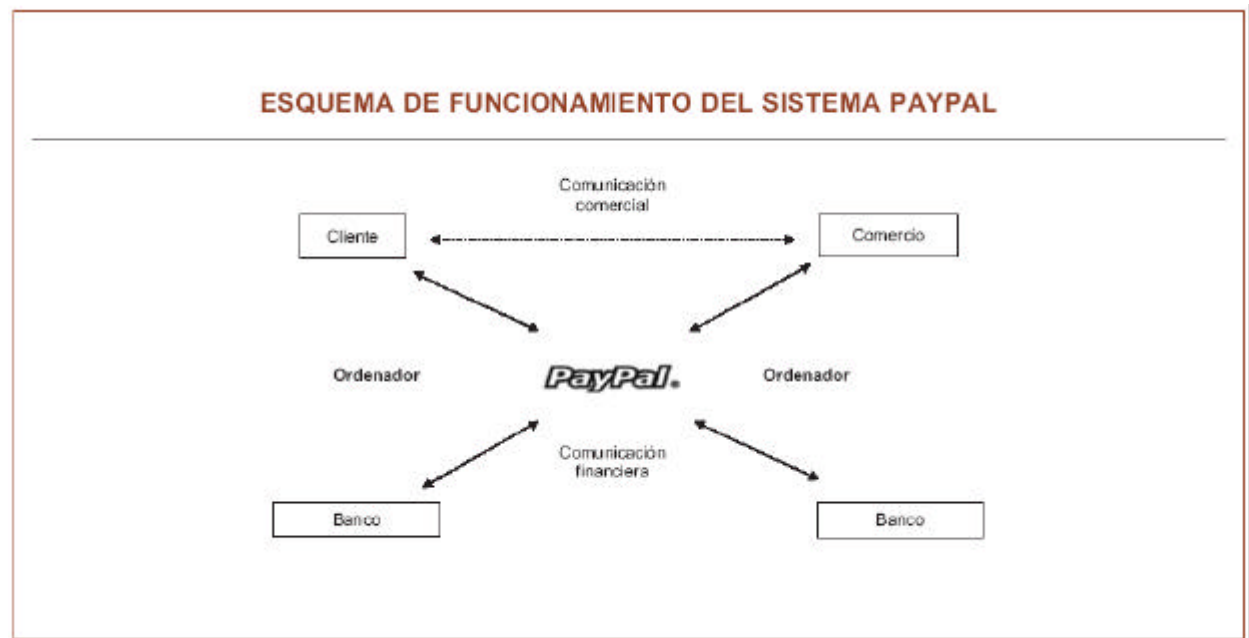 ESQUEMA DE FUNCIONAMIENTO DEL SISTEMA PAYPAL
Comunicación
comercial
Cliente
Comercio
Ordenador
PayPal.
Ordenador
Comunicación
financiera
Banco
Banco